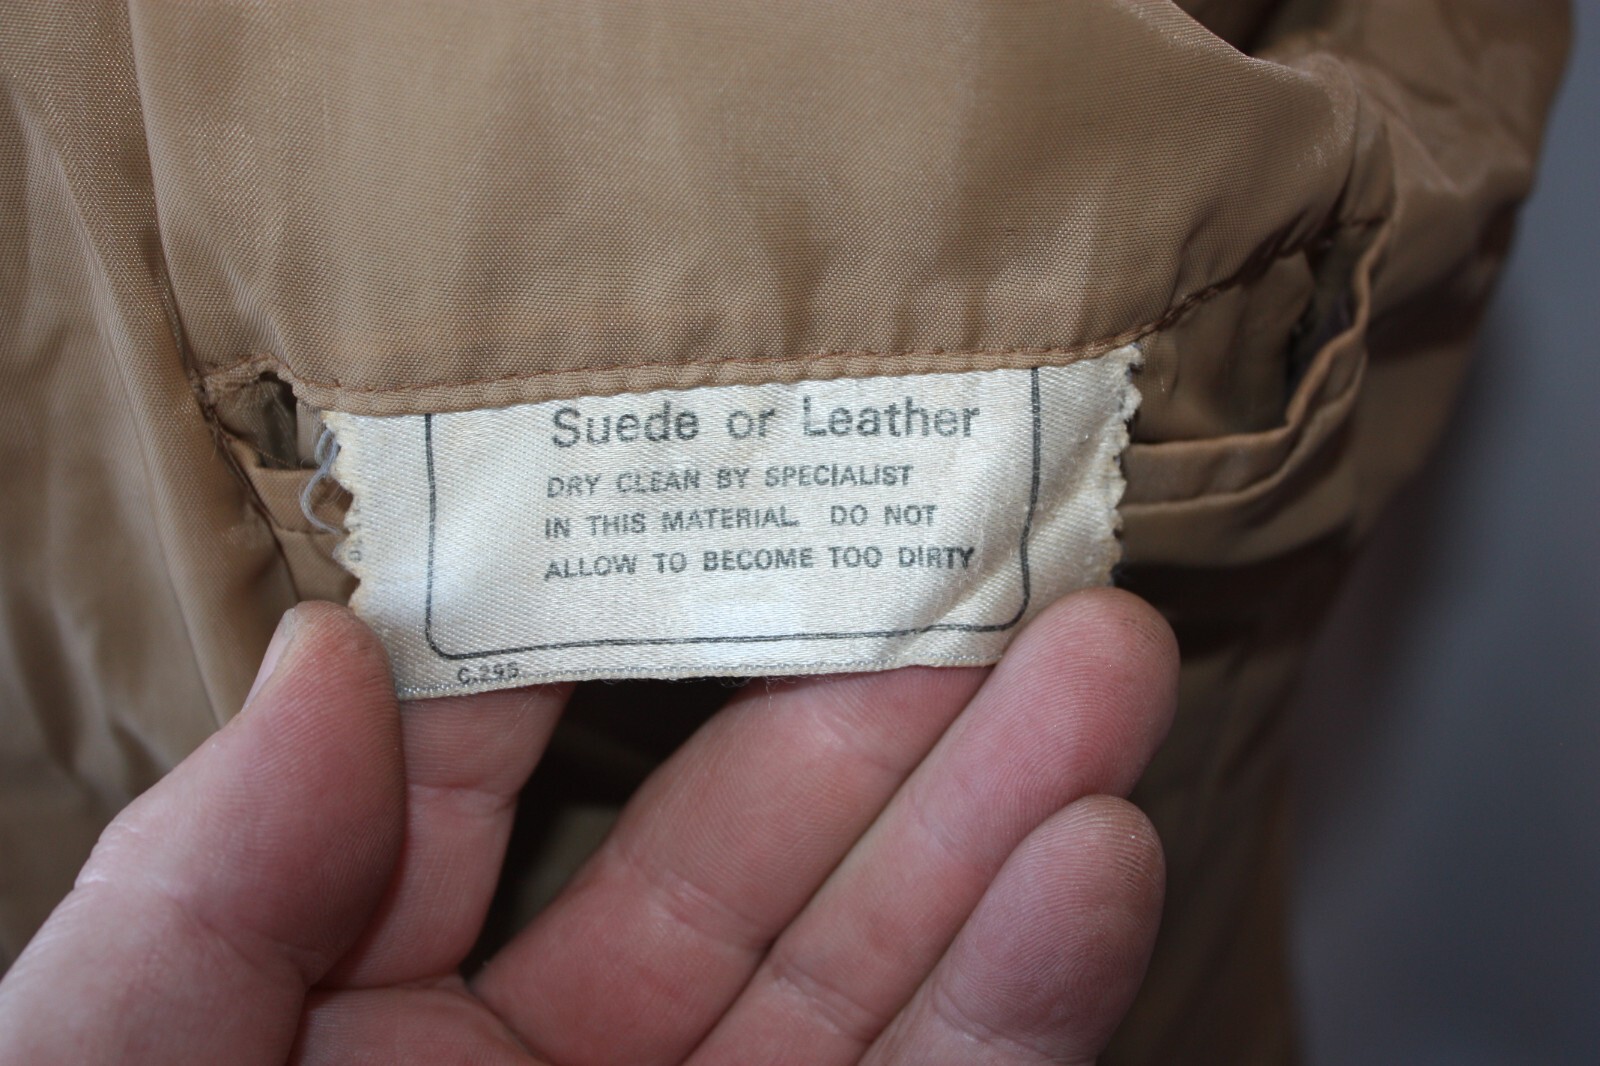 Suede or Leather
DRY CLEAN BY SPECIALIST
IN THIS MATERIAL. DO NOT
ALLOW TO BECOME TOO DIRTY
C.295